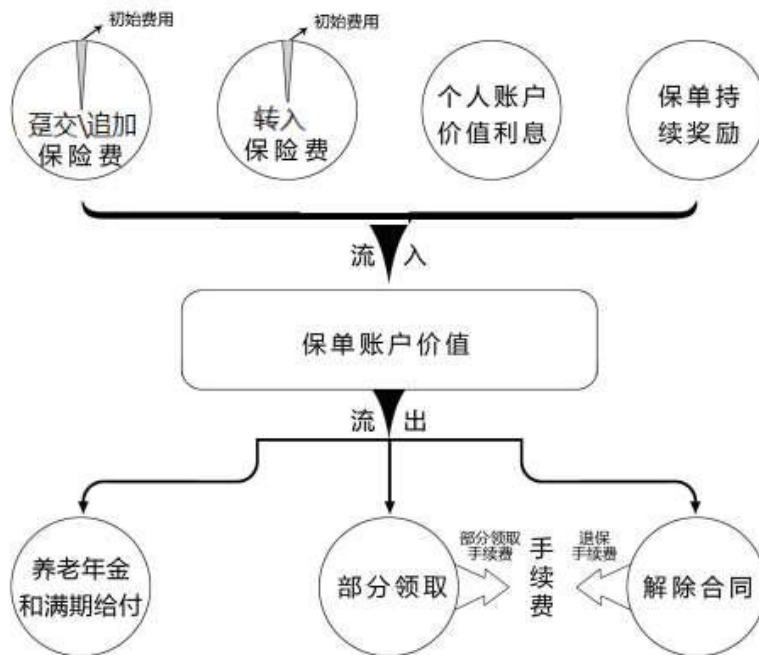 初始费用
初始费用
趸交\追加
保险费
转入
保险费
个人账户
价值利息
保单持
续奖励
流入
保单账户价值
流出
养老年金
和满期给付
部分领取
部分领取
手续费
手续费
退保
手续费
解除合同